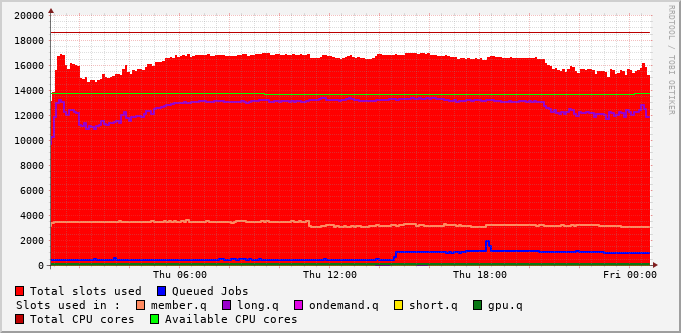 RRDTOOL / TOBI OETIKER
20000
18000
16000
14000
12000
10000
8000
6000
4000
2000
0
Thu 06:00 Thu 12:00 Thu 18:00 Fri 00:00
Total slots used Queued Jobs
Slots used in : member.q long.q ondemand.q short.q gpu.q
Total CPU cores Available CPU cores